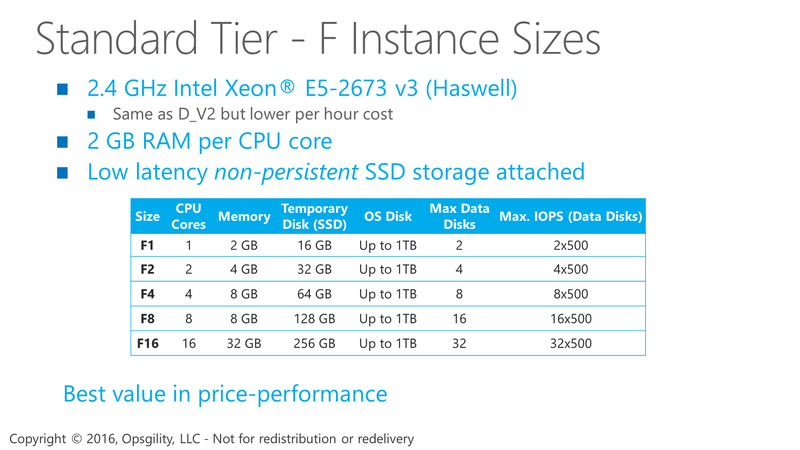 Standard Tier - F Instance Sizes
2.4 GHz Intel Xeon® E5-2673 v3 (Haswell)
Same as D_V2 but lower per hour cost
2 GB RAM per CPU core
Low latency non-persistent SSD storage attached
Size CPU Cores Memory Temporary Disk (SSD) OS Disk Max Data Disks Max. IOPS (Data Disks)
F1 1 2 GB 16 GB Up to 1TB 2 2x500
F2 2 4 GB 32 GB Up to 1TB 4 4x500
F4 4 8 GB 64 GB Up to 1TB 8 8x500
F8 8 8 GB 128 GB Up to 1TB 16 16x500
F16 16 32 GB 256 GB Up to 1TB 32 32x500
Best value in price-performance
Copyright © 2016, Opsgility, LLC - Not for redistribution or redelivery